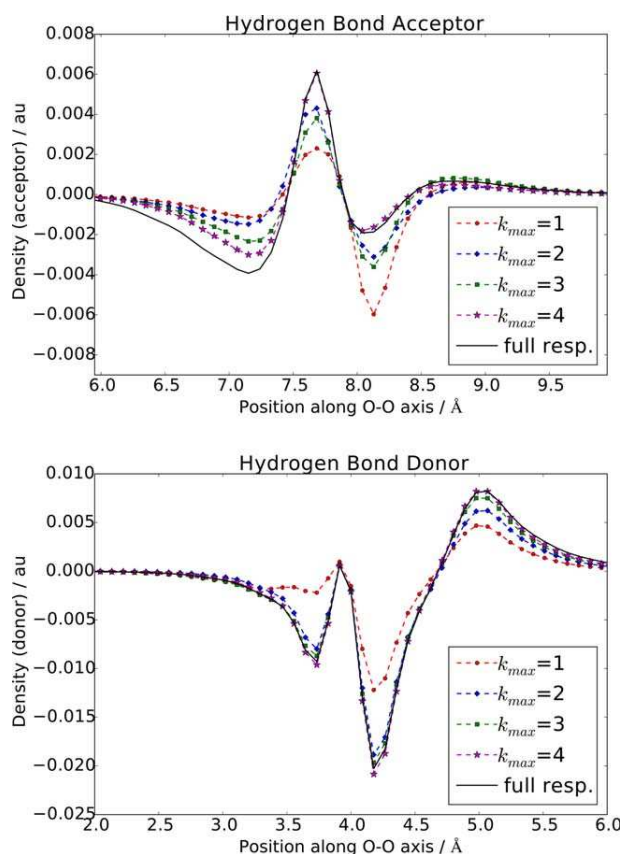 Hydrogen Bond Acceptor
0.008
0.006
0.004
0.002
0.000
−0.002
−0.004
−0.006
−0.008
Density (acceptor) / au
k_max=1
k_max=2
k_max=3
k_max=4
full resp.
6.0 6.5 7.0 7.5 8.0 8.5 9.0 9.5
Position along O-O axis / Å
Hydrogen Bond Donor
0.010
0.005
0.000
−0.005
−0.010
−0.015
−0.020
−0.025
Density (donor) / au
k_max=1
k_max=2
k_max=3
k_max=4
full resp.
2.0 2.5 3.0 3.5 4.0 4.5 5.0 5.5 6.0
Position along O-O axis / Å